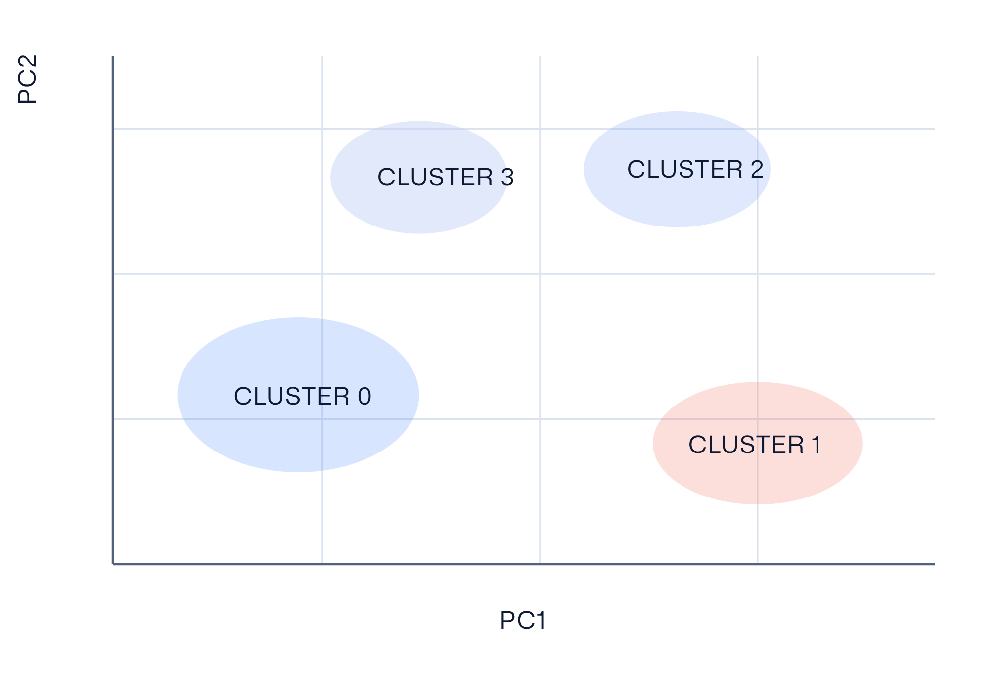 PC2
CLUSTER 3
CLUSTER 2
CLUSTER 0
CLUSTER 1
PC1